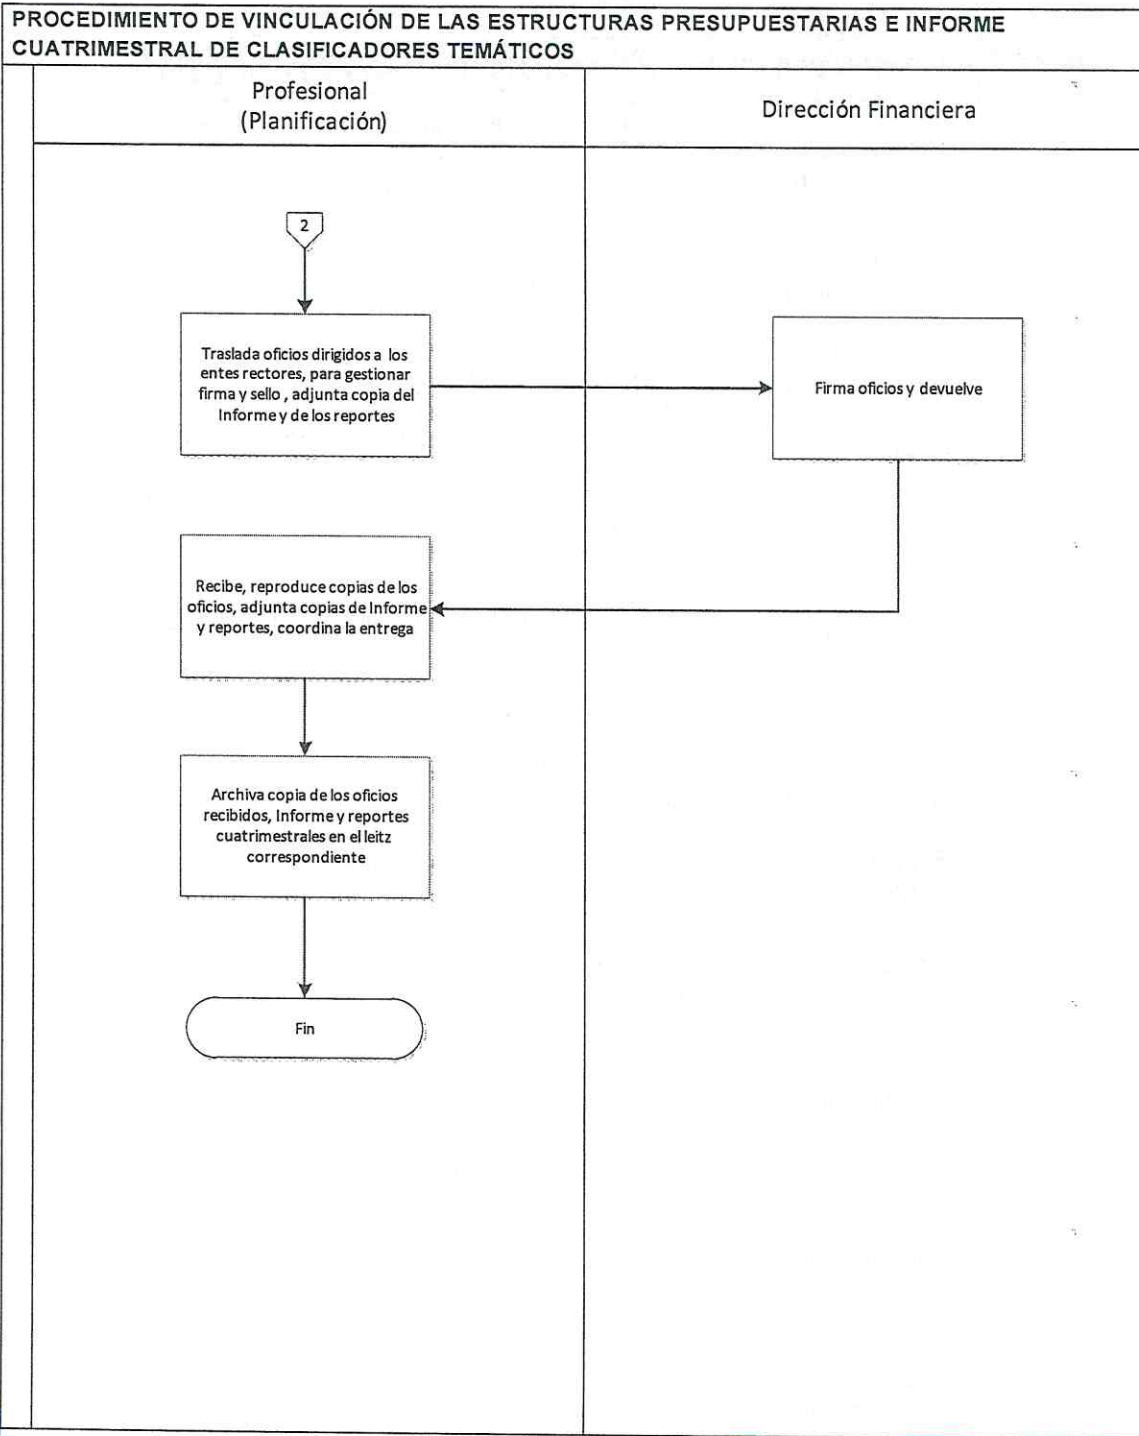 PROCEDIMIENTO DE VINCULACIÓN DE LAS ESTRUCTURAS PRESUPUESTARIAS E INFORME
CUATRIMESTRAL DE CLASIFICADORES TEMÁTICOS
Profesional
(Planificación)
Dirección Financiera
2
Traslada oficios dirigidos a los
entes rectores, para gestionar
firma y sello , adjunta copia del
Informe y de los reportes
Firma oficios y devuelve
Recibe, reproduce copias de los
oficios, adjunta copias de Informe
y reportes, coordina la entrega
Archiva copia de los oficios
recibidos, Informe y reportes
cuatrimestrales en el leitz
correspondiente
Fin